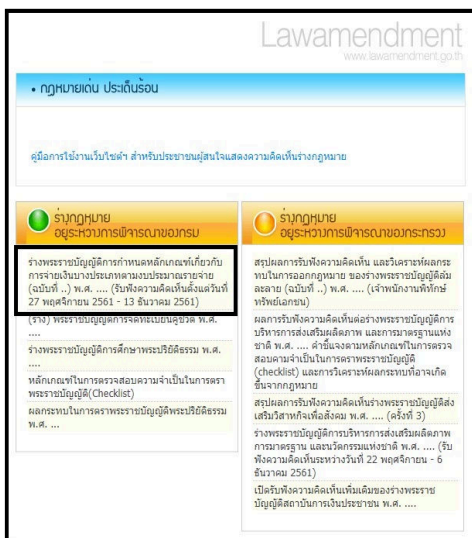 Lawamendment
www.lawamendment.go.th
• กฎหมายเด่น ประเด็นร้อน
คู่มือการใช้งานเว็บไซต์ฯ สำหรับประชาชนผู้สนใจแสดงความคิดเห็นร่างกฎหมาย
ร่างกฎหมาย
อยู่ระหว่างการพิจารณาของกรม
ร่างพระราชบัญญัติการกำหนดหลักเกณฑ์เกี่ยวกับ
การจ่ายเงินบางประเภทตามงบประมาณรายจ่าย
(ฉบับที่ ..) พ.ศ. .... (รับฟังความคิดเห็นตั้งแต่วันที่
27 พฤศจิกายน 2561 - 13 ธันวาคม 2561)
(ร่าง) พระราชบัญญัติการจดทะเบียนคู่ชีวิต พ.ศ.
....
ร่างพระราชบัญญัติการศึกษาพระปริยัติธรรม พ.ศ.
....
หลักเกณฑ์ในการตรวจสอบความจำเป็นในการตรา
พระราชบัญญัติ(Checklist)
ผลกระทบในการตราพระราชบัญญัติพระปริยัติธรรม
พ.ศ. ...
ร่างกฎหมาย
อยู่ระหว่างการพิจารณาของกระทรวง
สรุปผลการรับฟังความคิดเห็น และวิเคราะห์ผลกระ
ทบในการออกกฎหมาย ของร่างพระราชบัญญัติล้ม
ละลาย (ฉบับที่ ..) พ.ศ. .... (เจ้าพนักงานพิทักษ์
ทรัพย์เอกชน)
ผลการรับฟังความคิดเห็นต่อร่างพระราชบัญญัติการ
บริหารการส่งเสริมผลิตภาพ และการมาตรฐานแห่ง
ชาติ พ.ศ. .... คำชี้แจงตามหลักเกณฑ์ในการตรวจ
สอบความจำเป็นในการตราพระราชบัญญัติ
(checklist) และการวิเคราะห์ผลกระทบที่อาจเกิด
ขึ้นจากกฎหมาย
สรุปผลการรับฟังความคิดเห็นร่างพระราชบัญญัติส่ง
เสริมวิสาหกิจเพื่อสังคม พ.ศ. .... (ครั้งที่ 3)
ร่างพระราชบัญญัติการบริหารการส่งเสริมผลิตภาพ
การมาตรฐาน และนวัตกรรมแห่งชาติ พ.ศ. .... (รับ
ฟังความคิดเห็นระหว่างวันที่ 22 พฤศจิกายน - 6
ธันวาคม 2561)
เปิดรับฟังความคิดเห็นเพิ่มเติมของร่างพระราช
บัญญัติสถาบันการเงินประชาชน พ.ศ. ....